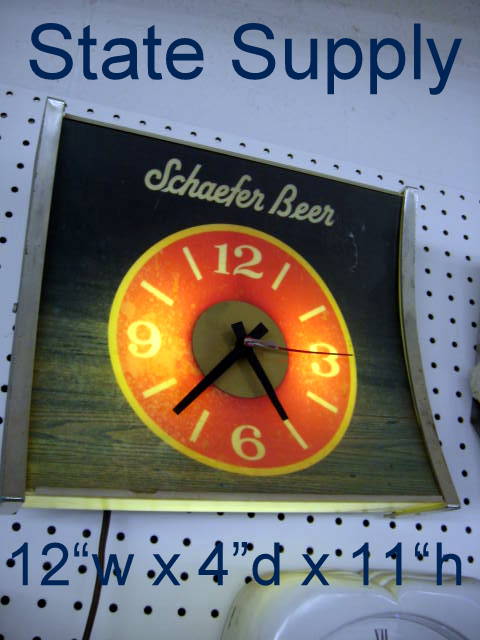 State Supply
Schaefer Beer
12
9 3
6
12“w x 4”d x 11“h